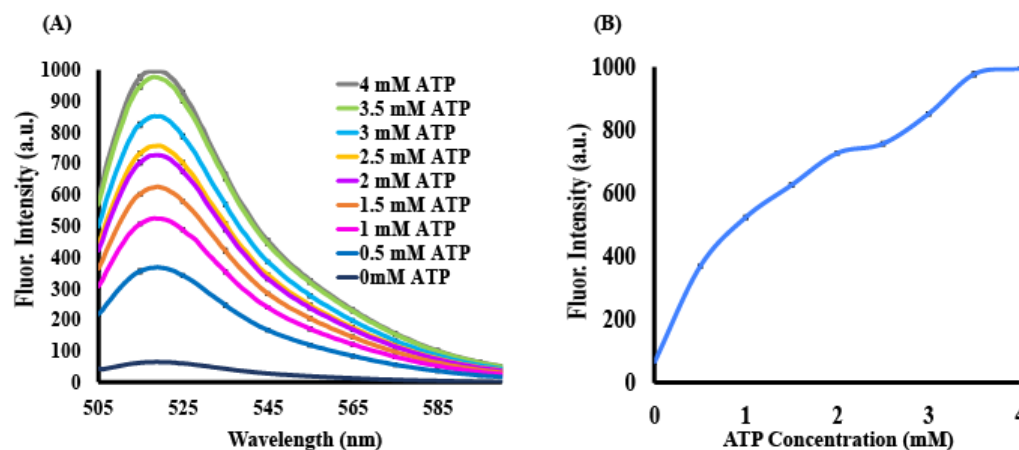 (A)
1000
900
800
700
600
500
400
300
200
100
0
505
525
545
565
585
Fluor. Intensity (a.u.)
Wavelength (nm)
4 mM ATP
3.5 mM ATP
3 mM ATP
2.5 mM ATP
2 mM ATP
1.5 mM ATP
1 mM ATP
0.5 mM ATP
0mM ATP
(B)
1000
800
600
400
200
0
0
1
2
3
4
Fluor. Intensity (a.u.)
ATP Concentration (mM)